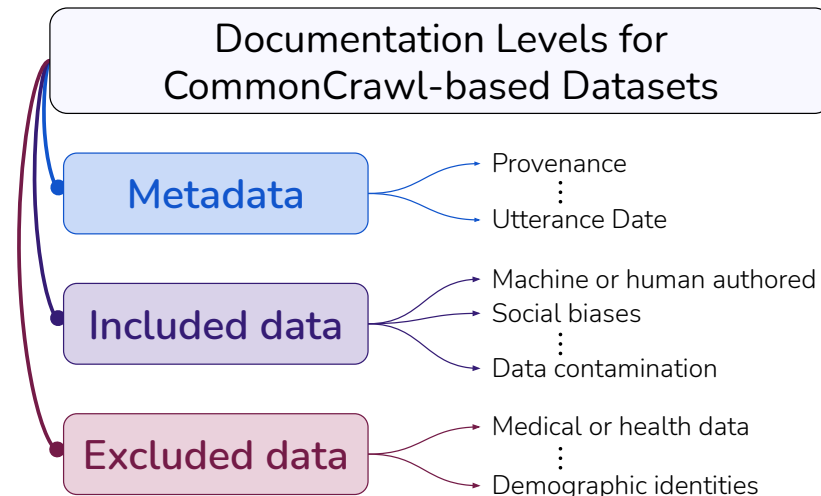 Documentation Levels for
CommonCrawl-based Datasets
Metadata
Provenance
Utterance Date
Included data
Machine or human authored
Social biases
Data contamination
Excluded data
Medical or health data
Demographic identities